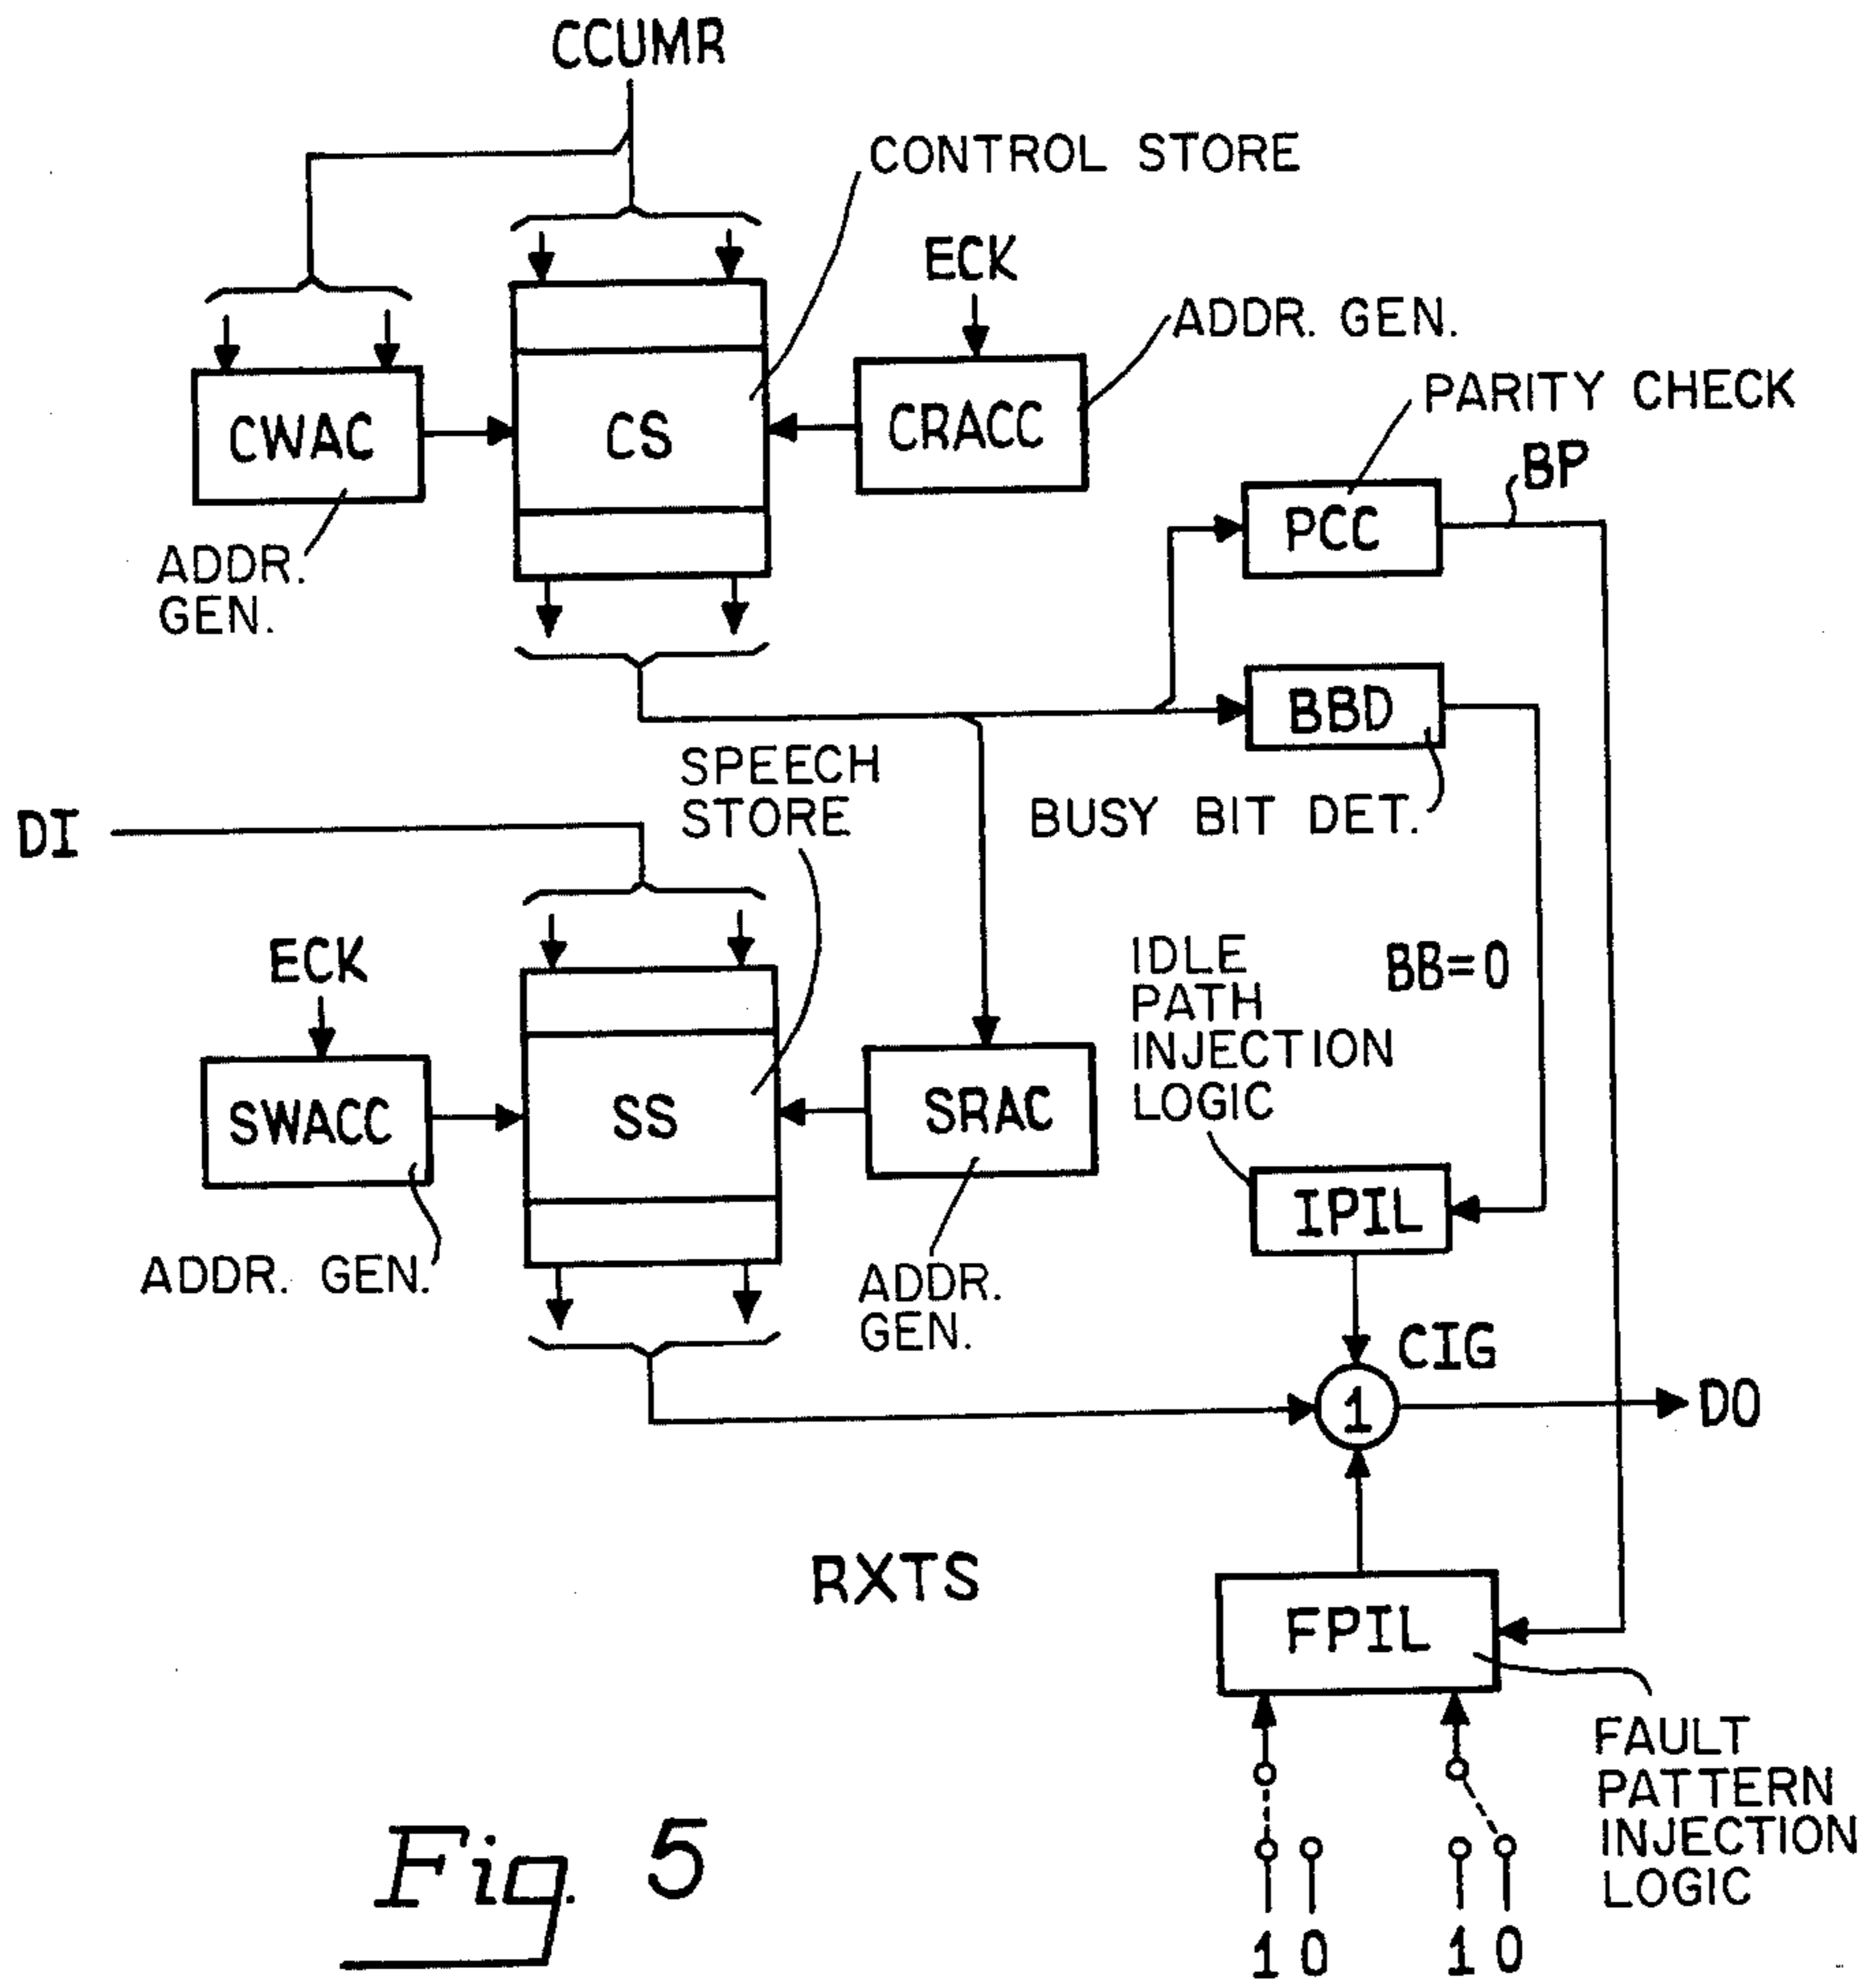 CCUMR
CONTROL STORE
ECK
ADDR. GEN.
PARITY CHECK
CWAC
CS
CRACC
BP
PCC
ADDR.
GEN.
BBD
SPEECH
STORE
BUSY BIT DET.
DI
ECK
IDLE
PATH
INJECTION
LOGIC
BB=0
SWACC
SS
SRAC
IPIL
ADDR. GEN.
ADDR.
GEN.
CIG
1
DO
RXTS
FPIL
FAULT
PATTERN
INJECTION
LOGIC
1 0 1 0
Fig. 5